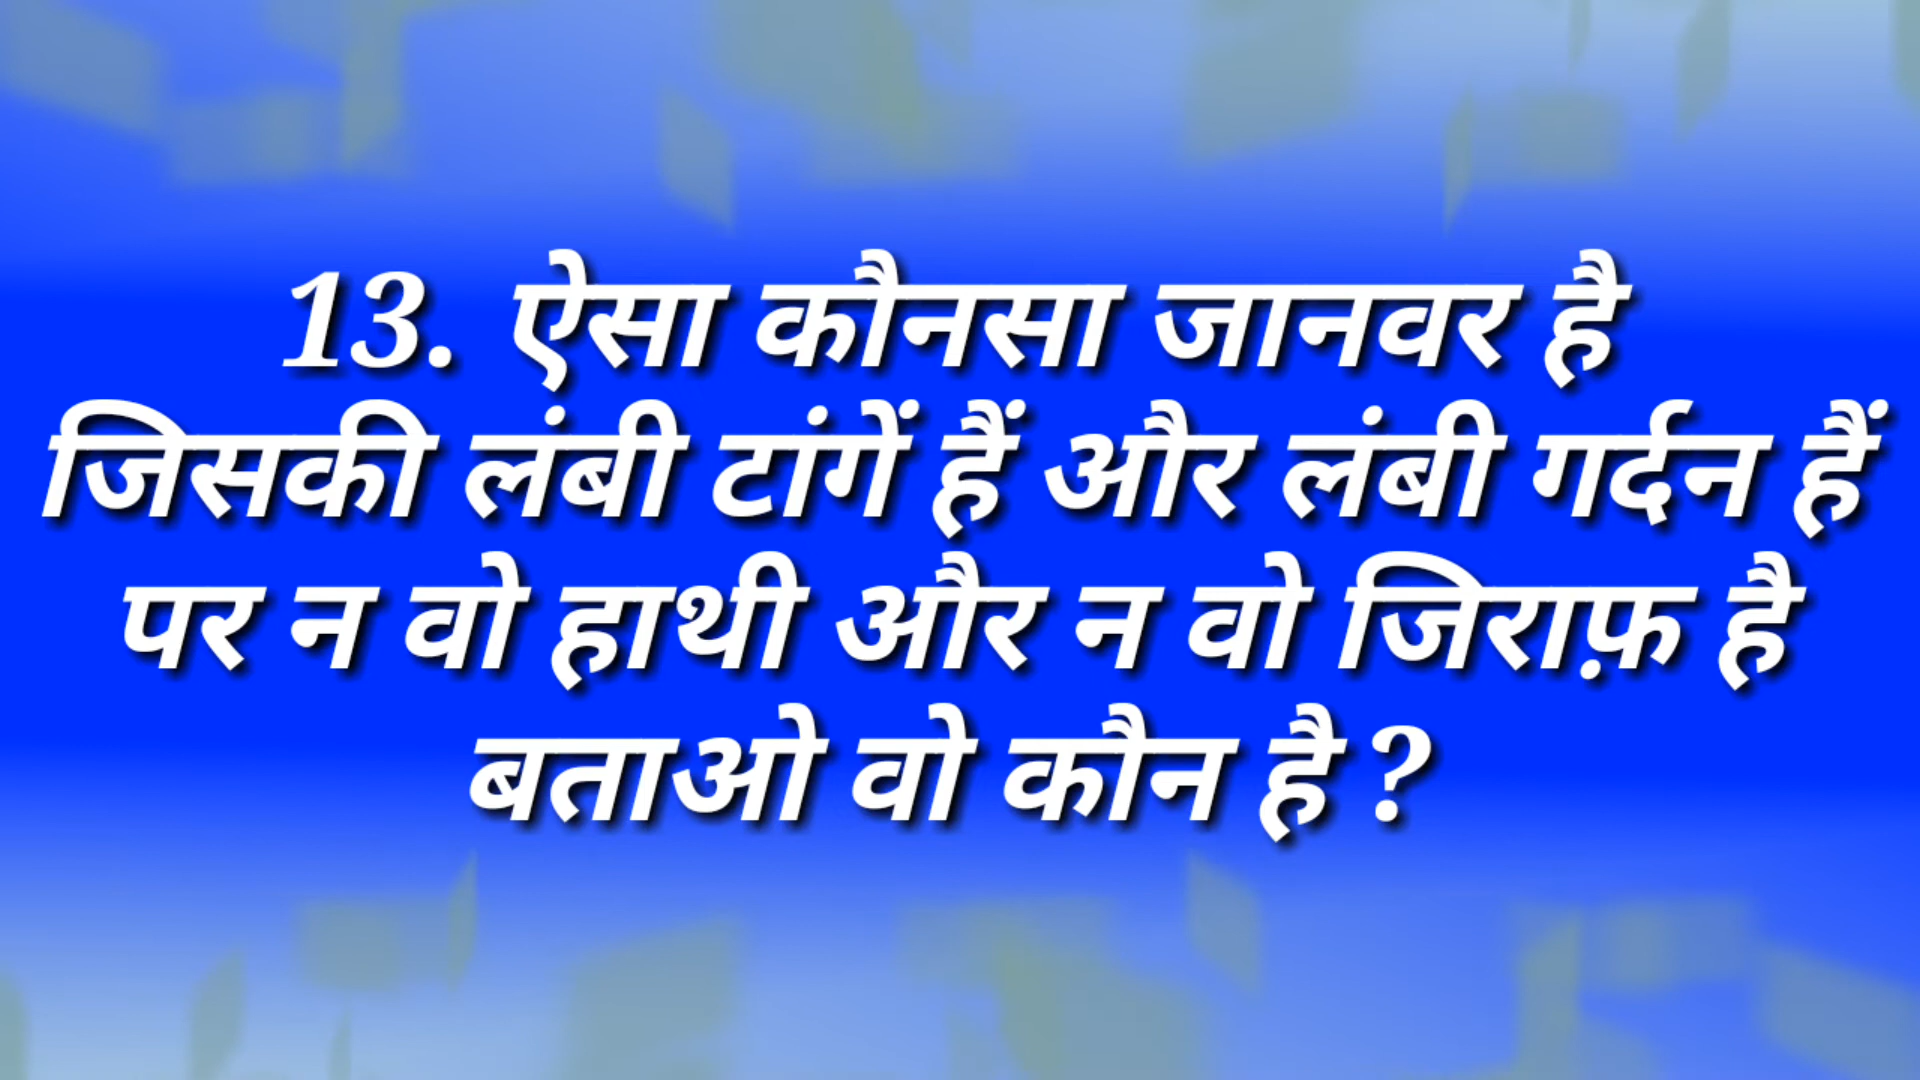 13. ऐसा कौनसा जानवर है
जिसकी लंबी टांगें हैं और लंबी गर्दन हैं
पर न वो हाथी और न वो जिराफ़ है
बताओ वो कौन है ?